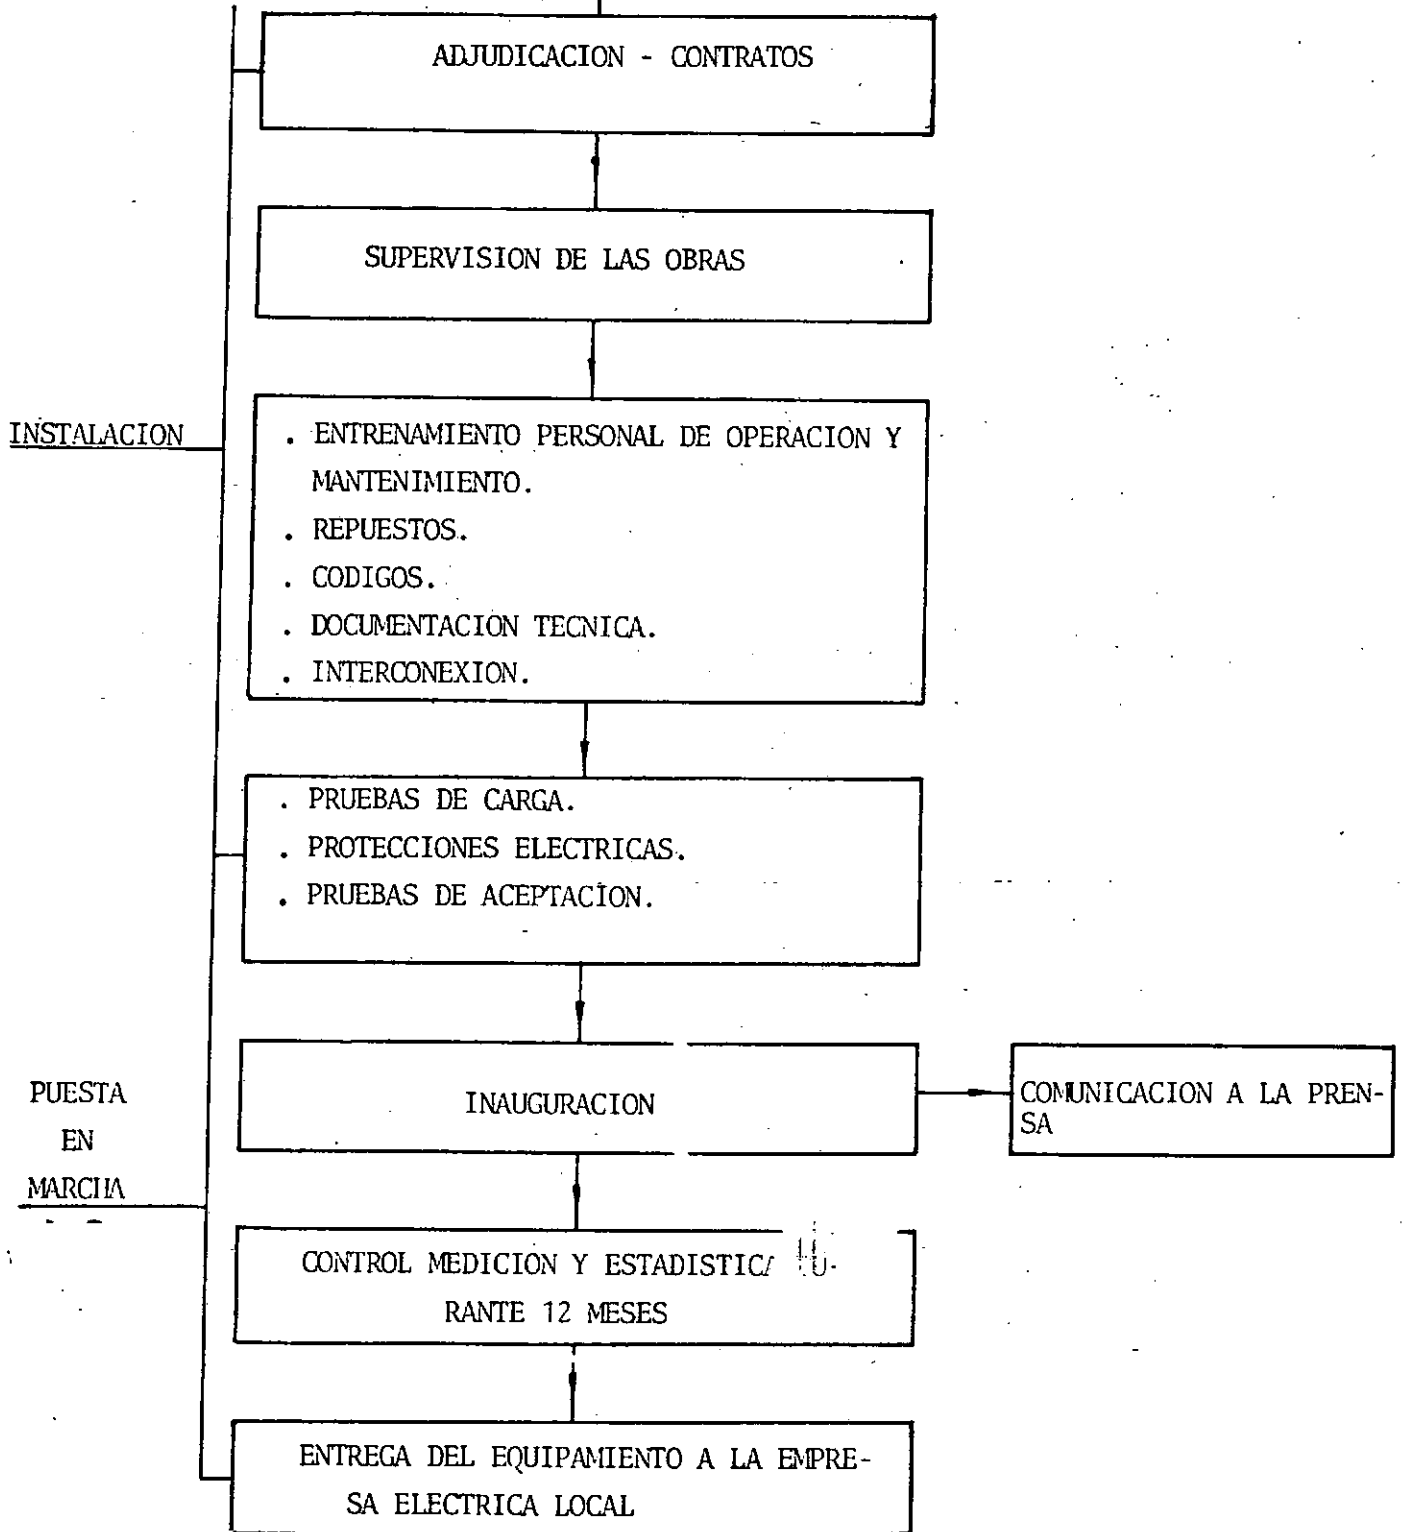 ADJUDICACION - CONTRATOS
SUPERVISION DE LAS OBRAS
INSTALACION
. ENTRENAMIENTO PERSONAL DE OPERACION Y
MANTENIMIENTO.
. REPUESTOS.
. CODIGOS.
. DOCUMENTACION TECNICA.
. INTERCONEXION.
. PRUEBAS DE CARGA.
. PROTECCIONES ELECTRICAS.
. PRUEBAS DE ACEPTACION.
PUESTA
EN
MARCHA
INAUGURACION
COMUNICACION A LA PREN-
SA
CONTROL MEDICION Y
RANTE 12 MESES
ENTREGA DEL EQUIPAMIENTO A LA EMPRE-
SA ELECTRICA LOCAL